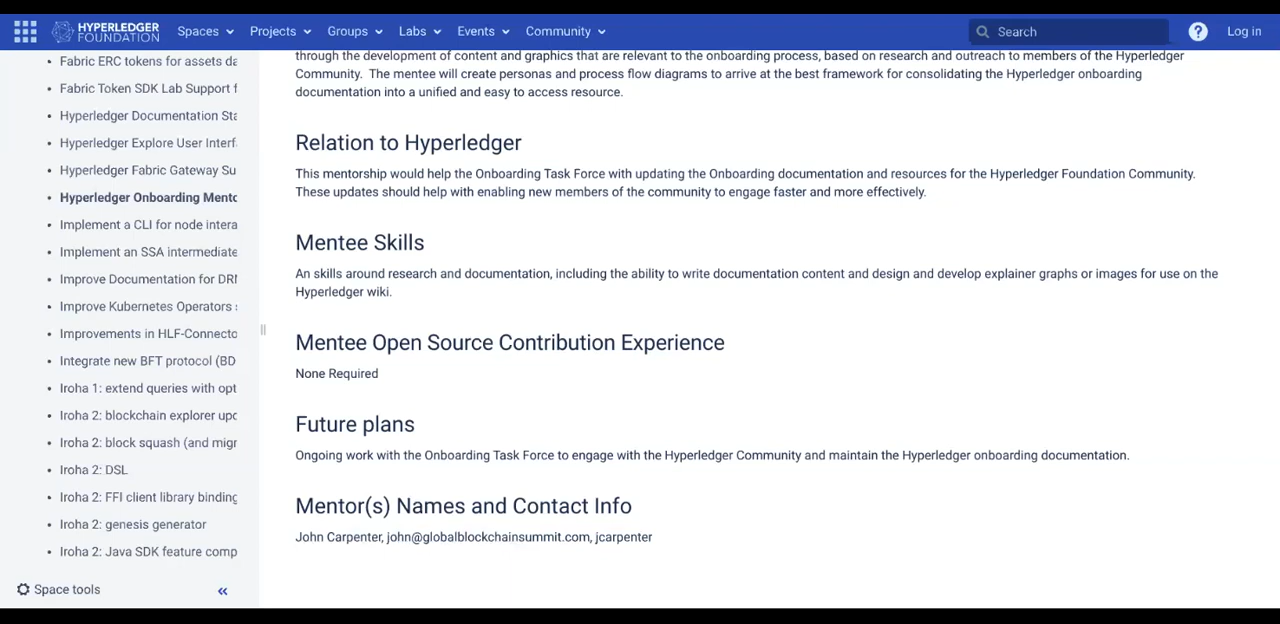 HYPERLEDGER
FOUNDATION
Spaces Projects Groups Labs Events Community Search ? Log in
Fabric ERC tokens for assets da
Fabric Token SDK Lab Support f
Hyperledger Documentation Sta
Hyperledger Explore User Interf
Hyperledger Fabric Gateway Su
Hyperledger Onboarding Mento
Implement a CLI for node intera
Implement an SSA intermediate
Improve Documentation for DRM
Improve Kubernetes Operators
Improvements in HLF-Connecto
Integrate new BFT protocol (BD
Iroha 1: extend queries with opt
Iroha 2: blockchain explorer upd
Iroha 2: block squash (and migr
Iroha 2: DSL
Iroha 2: FFI client library binding
Iroha 2: genesis generator
Iroha 2: Java SDK feature comp
Space tools «
through the development of content and graphics that are relevant to the onboarding process, based on research and outreach to members of the Hyperledger
Community. The mentee will create personas and process flow diagrams to arrive at the best framework for consolidating the Hyperledger onboarding
documentation into a unified and easy to access resource.
Relation to Hyperledger
This mentorship would help the Onboarding Task Force with updating the Onboarding documentation and resources for the Hyperledger Foundation Community.
These updates should help with enabling new members of the community to engage faster and more effectively.
Mentee Skills
An skills around research and documentation, including the ability to write documentation content and design and develop explainer graphs or images for use on the
Hyperledger wiki.
Mentee Open Source Contribution Experience
None Required
Future plans
Ongoing work with the Onboarding Task Force to engage with the Hyperledger Community and maintain the Hyperledger onboarding documentation.
Mentor(s) Names and Contact Info
John Carpenter, john@globalblockchainsummit.com, jcarpenter